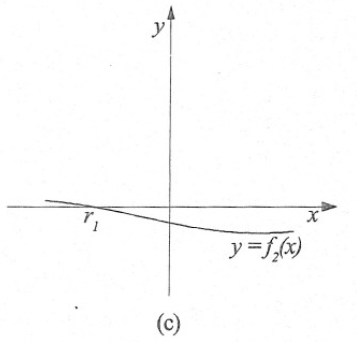 y
r₁
x
y = f₂(x)
(c)